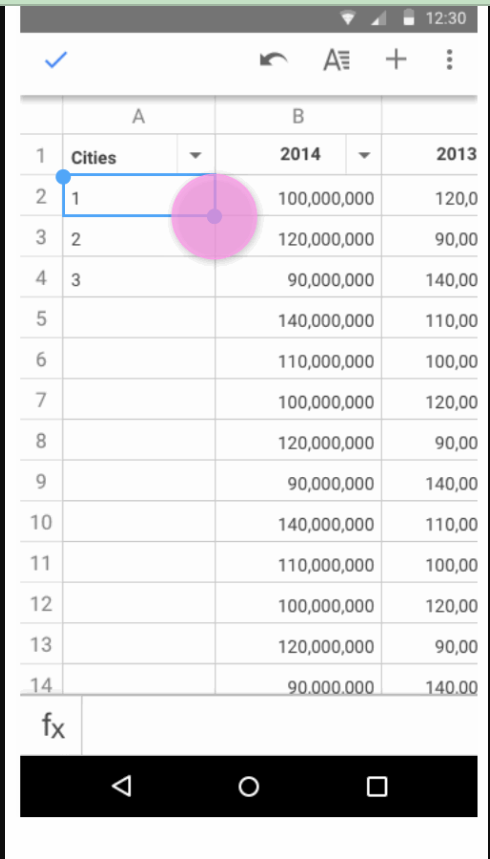 12:30
A B
1 Cities 2014 2013
2 1 100,000,000 120,0
3 2 120,000,000 90,00
4 3 90,000,000 140,00
5 140,000,000 110,00
6 110,000,000 100,00
7 100,000,000 120,00
8 120,000,000 90,00
9 90,000,000 140,00
10 140,000,000 110,00
11 110,000,000 100,00
12 100,000,000 120,00
13 120,000,000 90,00
14 90,000,000 140,00
fx